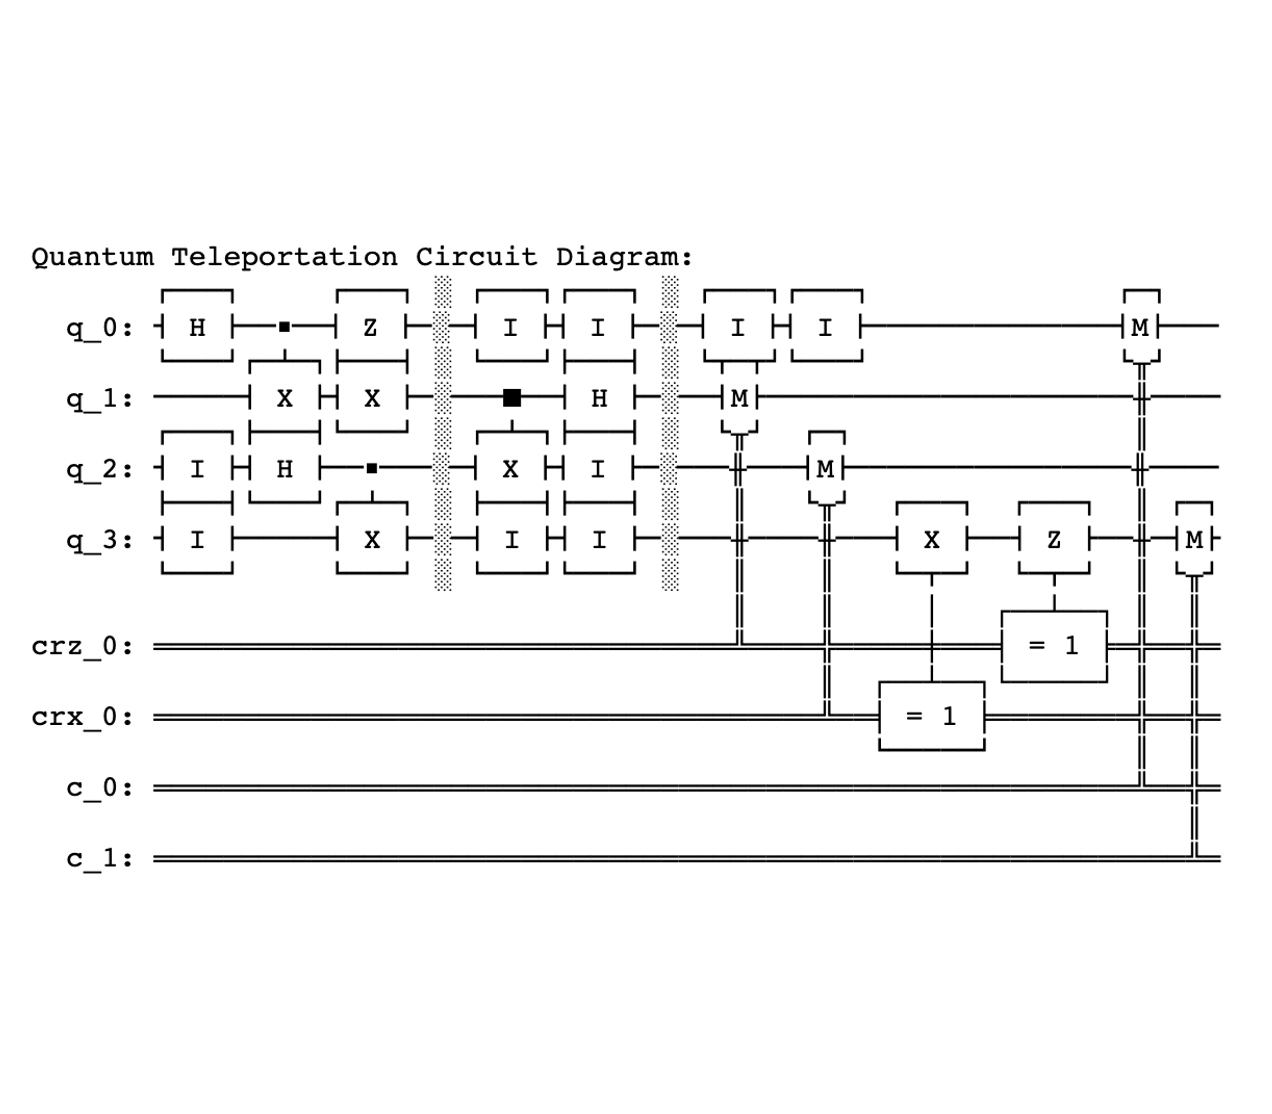 Quantum Teleportation Circuit Diagram:
q_0: H ■ Z I I I I M
q_1: X X ■ H M
q_2: I H ■ X I M
q_3: I X I I X Z M
crz_0: = 1
crx_0: = 1
c_0:
c_1: